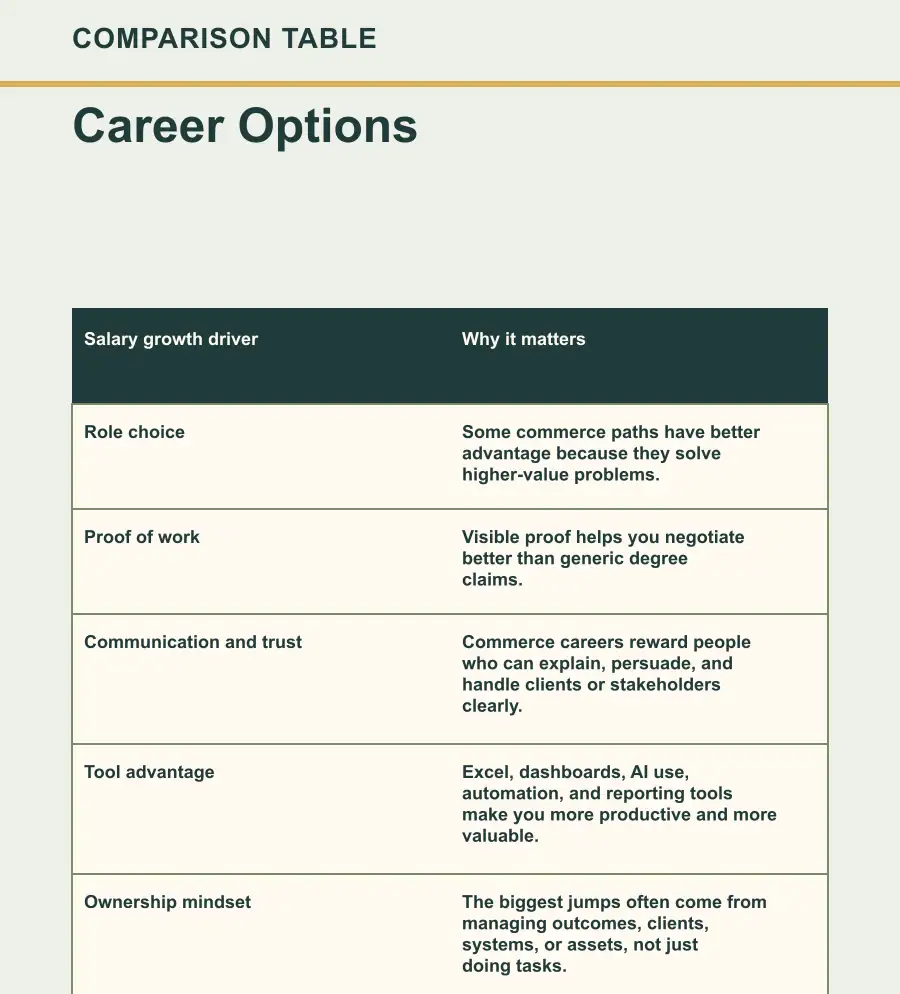 COMPARISON TABLE
Career Options
Salary growth driver
Why it matters
Role choice
Some commerce paths have better
advantage because they solve
higher-value problems.
Proof of work
Visible proof helps you negotiate
better than generic degree
claims.
Communication and trust
Commerce careers reward people
who can explain, persuade, and
handle clients or stakeholders
clearly.
Tool advantage
Excel, dashboards, AI use,
automation, and reporting tools
make you more productive and more
valuable.
Ownership mindset
The biggest jumps often come from
managing outcomes, clients,
systems, or assets, not just
doing tasks.